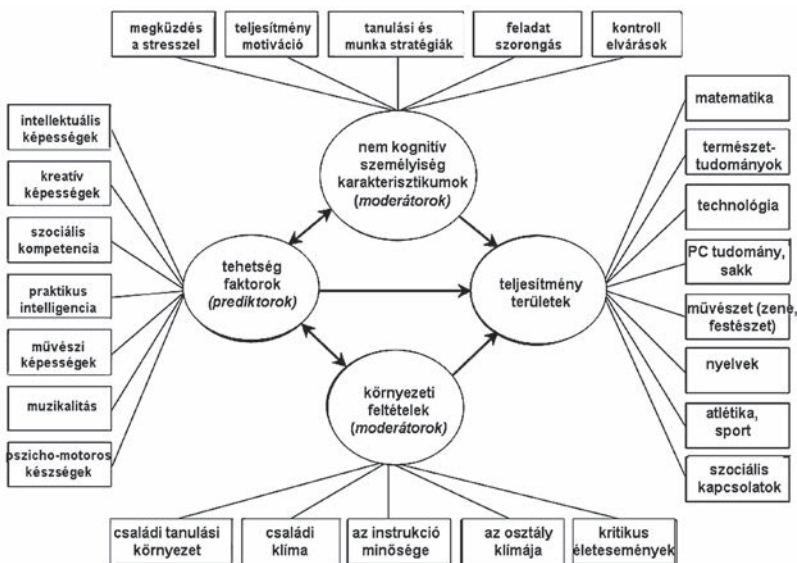 megküzdés
a stresszel
teljesítmény
motiváció
tanulási és
munka stratégiák
feladat
szorongás
kontroll
elvárások
intellektuális
képességek
kreatív
képességek
szociális
kompetencia
praktikus
intelligencia
művészi
képességek
muzikalitás
pszicho-motoros
készségek
nem kognitív
személyiség
karakterisztikumok
(moderátorok)
tehetség
faktorok
(prediktorok)
teljesítmény
területek
környezeti
feltételek
(moderátorok)
matematika
természet-
tudományok
technológia
PC tudomány,
sakk
művészet (zene,
festészet)
nyelvek
atlétika,
sport
szociális
kapcsolatok
családi tanulási
környezet
családi
klíma
az instrukció
minősége
az osztály
klímája
kritikus
életesemények